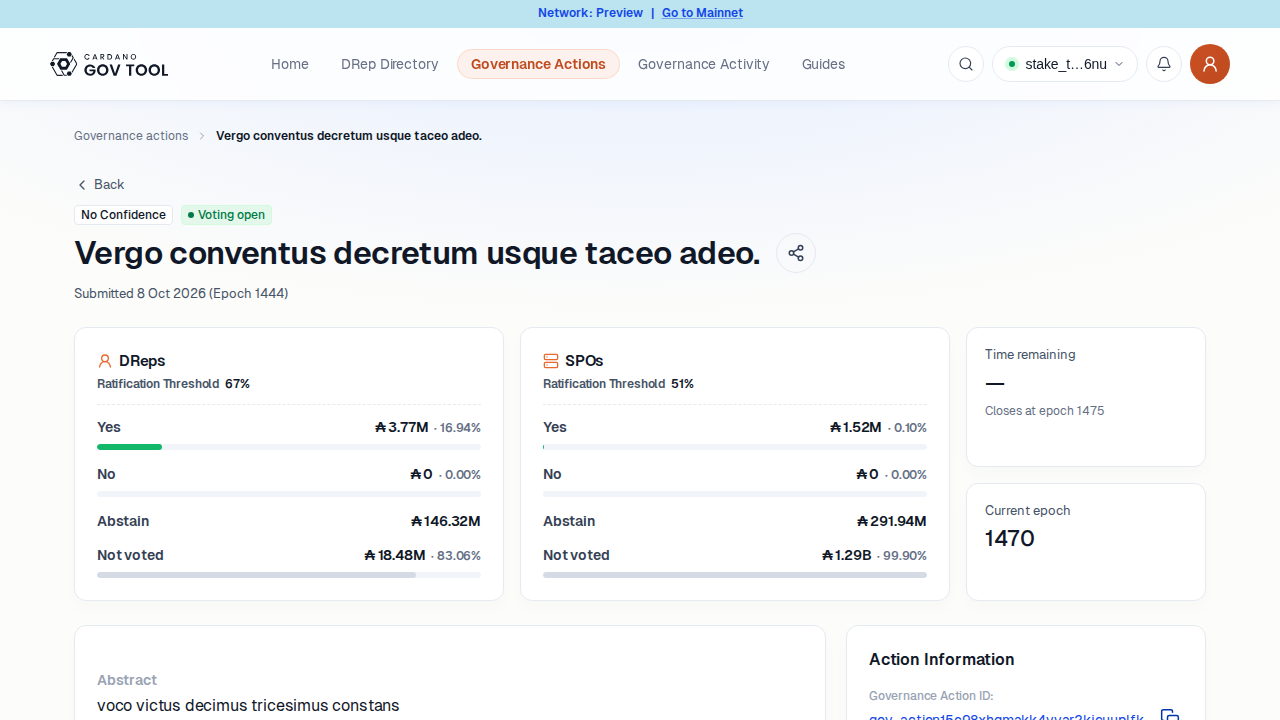 Network: Preview | Go to Mainnet
CARDANO
GOV TOOL
Home
DRep Directory
Governance Actions
Governance Activity
Guides
stake_t...6nu
Governance actions
Vergo conventus decretum usque taceo adeo.
Back
No Confidence
Voting open
Vergo conventus decretum usque taceo adeo.
Submitted 8 Oct 2026 (Epoch 1444)
DReps
Ratification Threshold 67%
Yes ₳ 3.77M · 16.94%
No ₳ 0 · 0.00%
Abstain ₳ 146.32M
Not voted ₳ 18.48M · 83.06%
SPOs
Ratification Threshold 51%
Yes ₳ 1.52M · 0.10%
No ₳ 0 · 0.00%
Abstain ₳ 291.94M
Not voted ₳ 1.29B · 99.90%
Time remaining
—
Closes at epoch 1475
Current epoch
1470
Abstract
voco victus decimus tricesimus constans
Action Information
Governance Action ID: